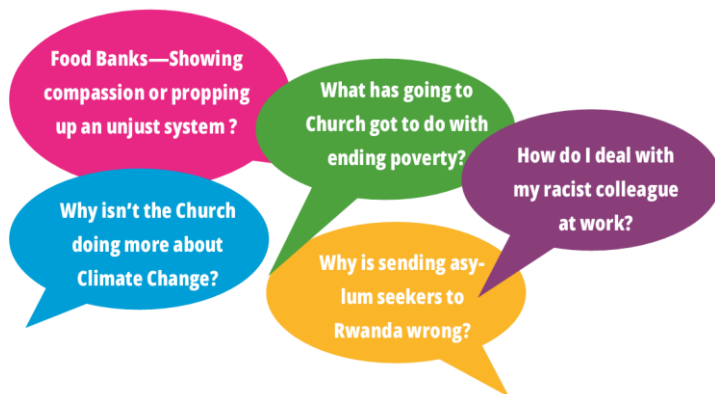 Food Banks—Showing
compassion or propping
up an unjust system ?
What has going to
Church got to do with
ending poverty?
How do I deal with
my racist colleague
at work?
Why isn't the Church
doing more about
Climate Change?
Why is sending asy-
lum seekers to
Rwanda wrong?